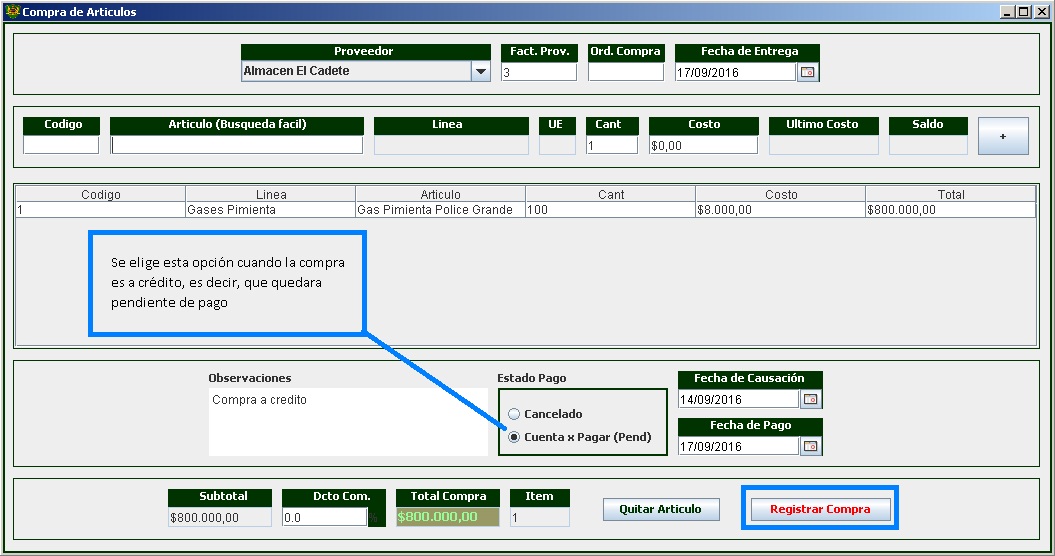 Compra de Articulos
Proveedor Fact. Prov. Ord. Compra Fecha de Entrega
Almacen El Cadete 3 17/09/2016
Codigo Articulo (Busqueda facil) Linea UE Cant Costo Ultimo Costo Saldo
1 $0,00 +
Codigo Linea Articulo Cant Costo Total
1 Gases Pimienta Gas Pimienta Police Grande 100 $8.000,00 $800.000,00
Se elige esta opción cuando la compra
es a crédito, es decir, que quedara
pendiente de pago
Observaciones Estado Pago Fecha de Causación
Compra a credito 14/09/2016
Cancelado
Fecha de Pago
Cuenta x Pagar (Pend)
17/09/2016
Subtotal Dcto Com. Total Compra Item
$800.000,00 0.0 % $800.000,00 1
Quitar Articulo Registrar Compra